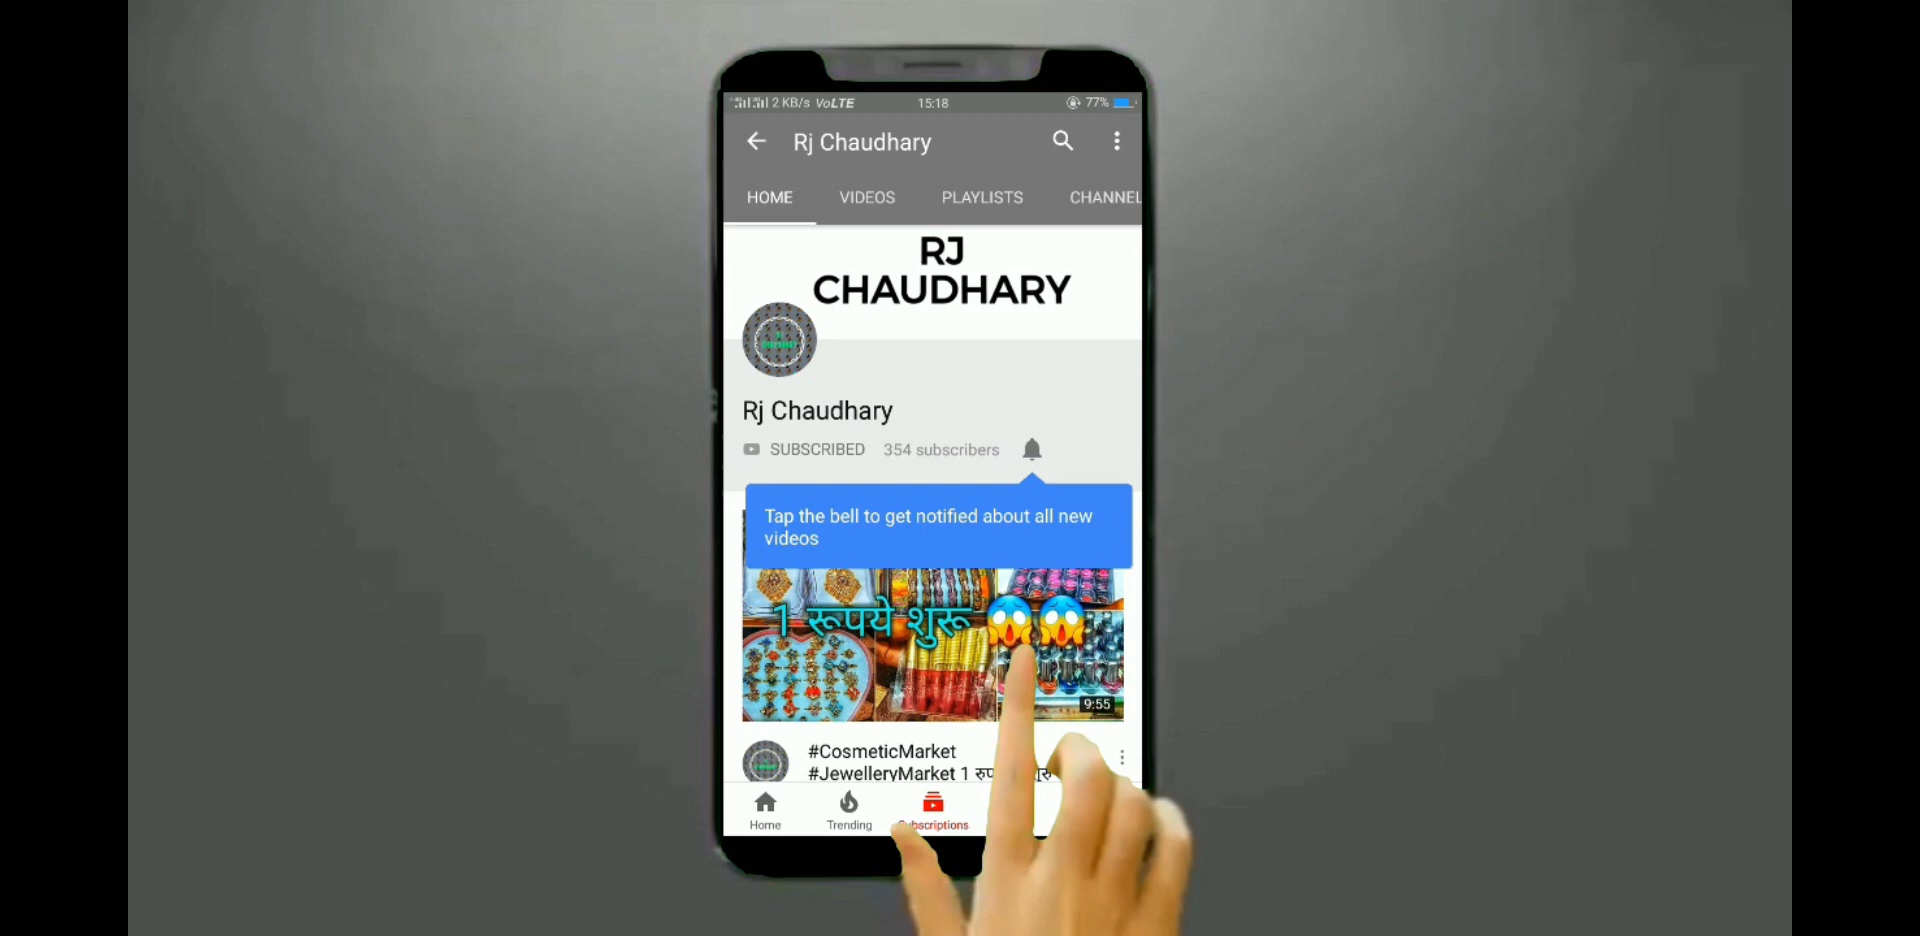 2 KB/s VoLTE 15:18 77%
Rj Chaudhary
HOME VIDEOS PLAYLISTS CHANNEL
RJ
CHAUDHARY
Rj Chaudhary
SUBSCRIBED 354 subscribers
Tap the bell to get notified about all new
videos
1 रूपये शुरू
9:55
#CosmeticMarket
#JewelleryMarket 1
Home Trending Subscriptions